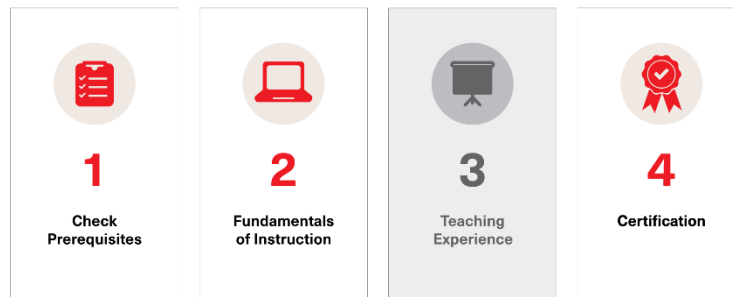 1
Check
Prerequisites
2
Fundamentals
of Instruction
3
Teaching
Experience
4
Certification